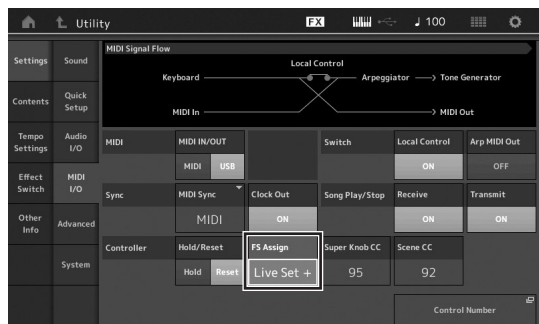 Utility FX 100
MIDI Signal Flow
Settings Sound
Local Control
Keyboard Arpeggiator Tone Generator
Contents Quick Setup
MIDI In MIDI Out
Tempo Settings Audio I/O
MIDI MIDI IN/OUT Switch Local Control Arp MIDI Out
MIDI USB ON OFF
Effect Switch MIDI I/O
Sync MIDI Sync Clock Out Song Play/Stop Receive Transmit
MIDI ON ON ON
Other Info Advanced
Controller Hold/Reset FS Assign Super Knob CC Scene CC
System
Hold Reset Live Set + 95 92
Control Number